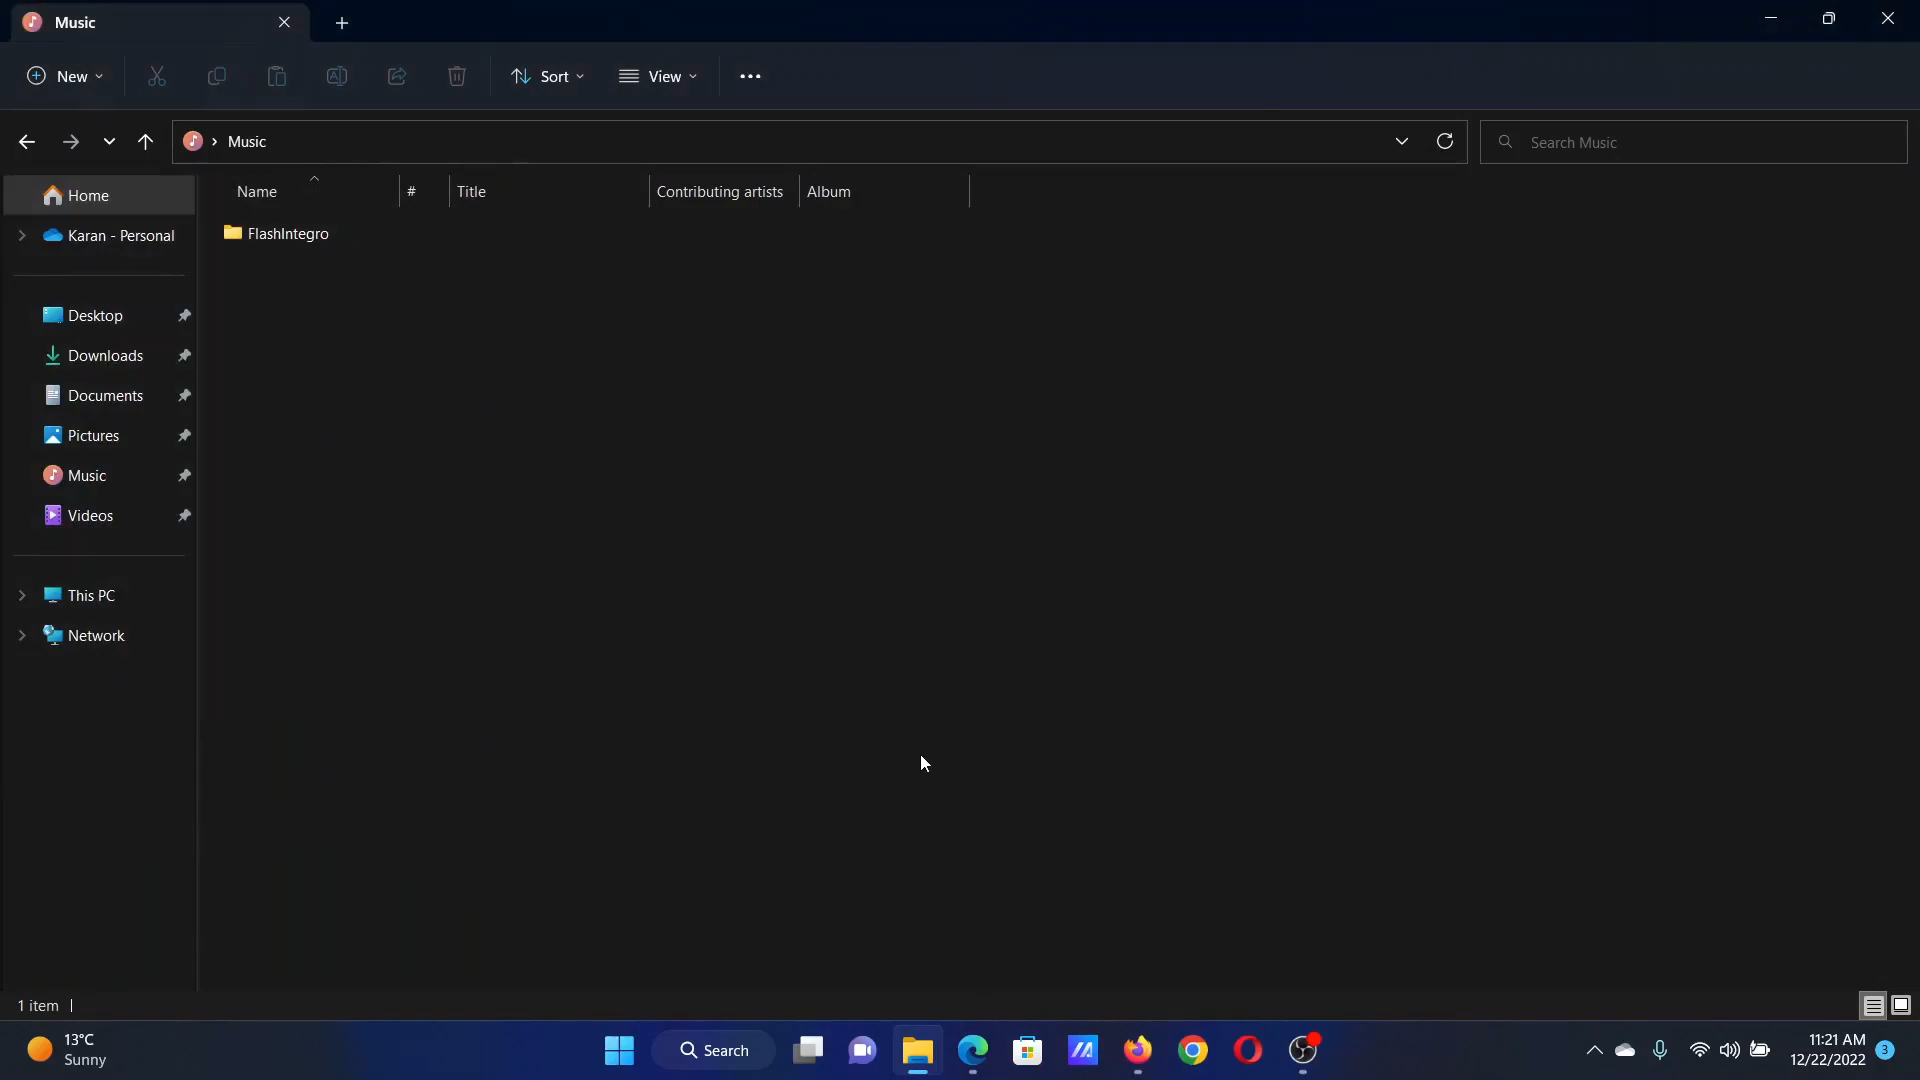 Music
New
Sort
View
Music
Search Music
Name
#
Title
Contributing artists
Album
Home
FlashIntegro
Karan - Personal
Desktop
Downloads
Documents
Pictures
Music
Videos
This PC
Network
1 item
13°C
Sunny
Search
11:21 AM
12/22/2022
3